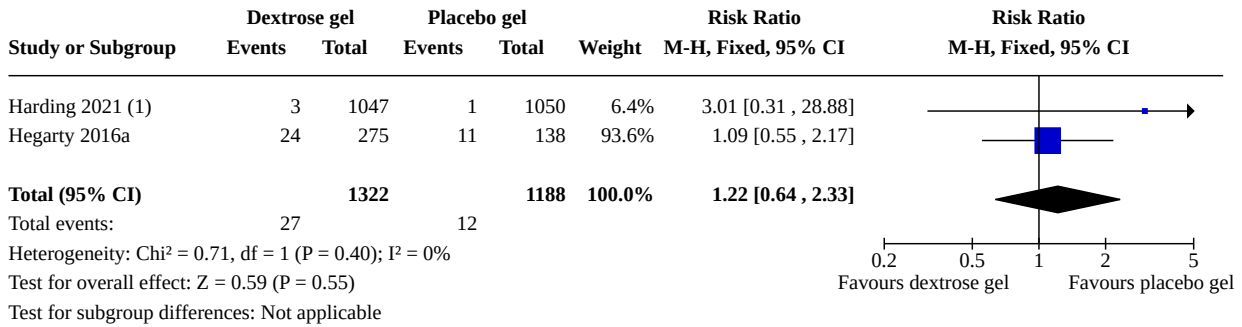 Dextrose gel Placebo gel Risk Ratio Risk Ratio
Study or Subgroup Events Total Events Total Weight M-H, Fixed, 95% CI M-H, Fixed, 95% CI
Harding 2021 (1) 3 1047 1 1050 6.4% 3.01 [0.31 , 28.88]
Hegarty 2016a 24 275 11 138 93.6% 1.09 [0.55 , 2.17]
Total (95% CI) 1322 1188 100.0% 1.22 [0.64 , 2.33]
Total events: 27 12
Heterogeneity: Chi² = 0.71, df = 1 (P = 0.40); I² = 0%
0.2 0.5 1 2 5
Test for overall effect: Z = 0.59 (P = 0.55)
Favours dextrose gel Favours placebo gel
Test for subgroup differences: Not applicable